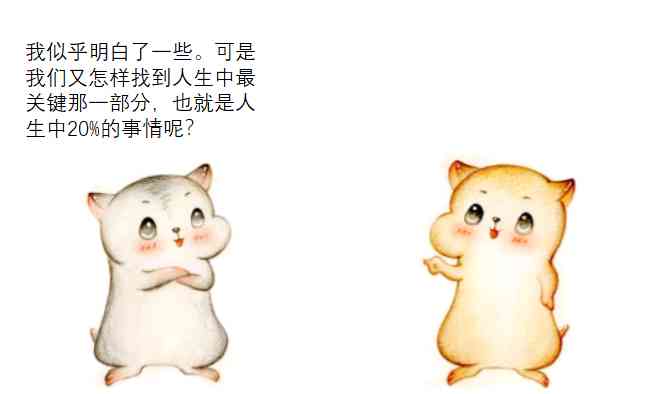 我似乎明白了一些。可是
我们又怎样找到人生中最
关键那一部分，也就是人
生中20%的事情呢？